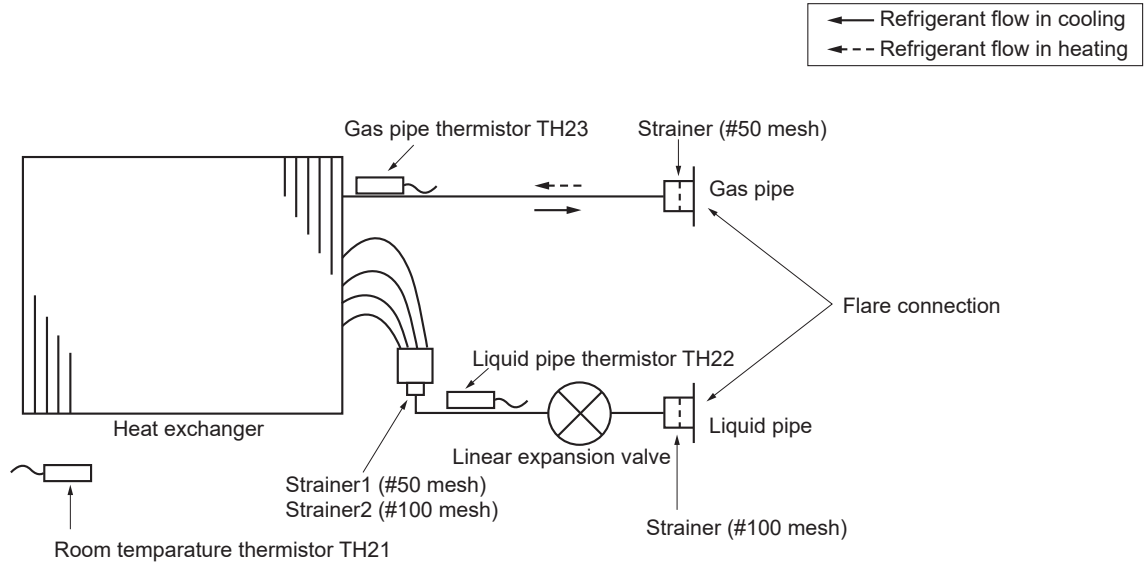 Refrigerant flow in cooling
Refrigerant flow in heating
Gas pipe thermistor TH23
Strainer (#50 mesh)
Gas pipe
Flare connection
Liquid pipe thermistor TH22
Heat exchanger
Liquid pipe
Linear expansion valve
Strainer1 (#50 mesh)
Strainer2 (#100 mesh)
Strainer (#100 mesh)
Room temparature thermistor TH21